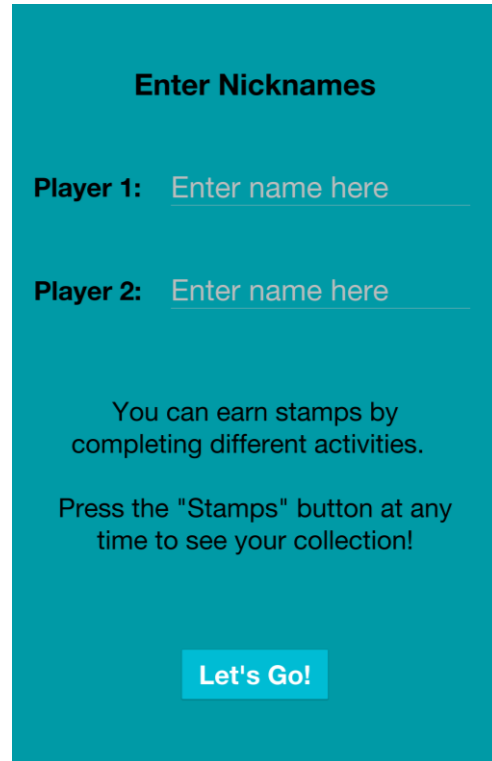 Enter Nicknames
Player 1: Enter name here
Player 2: Enter name here
You can earn stamps by
completing different activities.
Press the "Stamps" button at any
time to see your collection!
Let's Go!